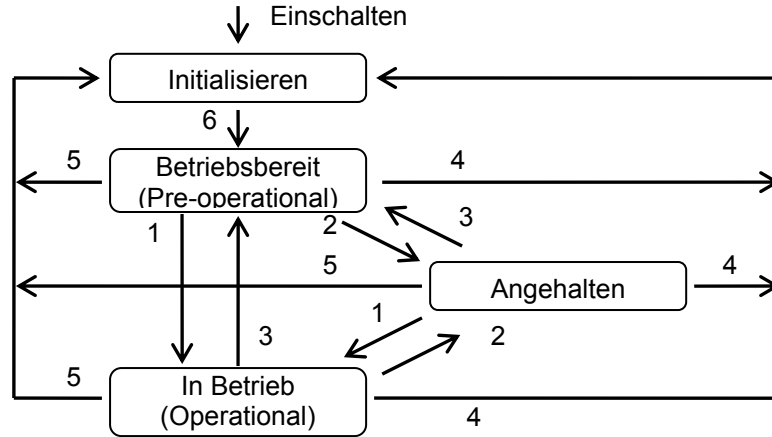 Einschalten
Initialisieren
6
5
Betriebsbereit
(Pre-operational)
4
1
2
3
5
Angehalten
4
3
1
2
5
In Betrieb
(Operational)
4